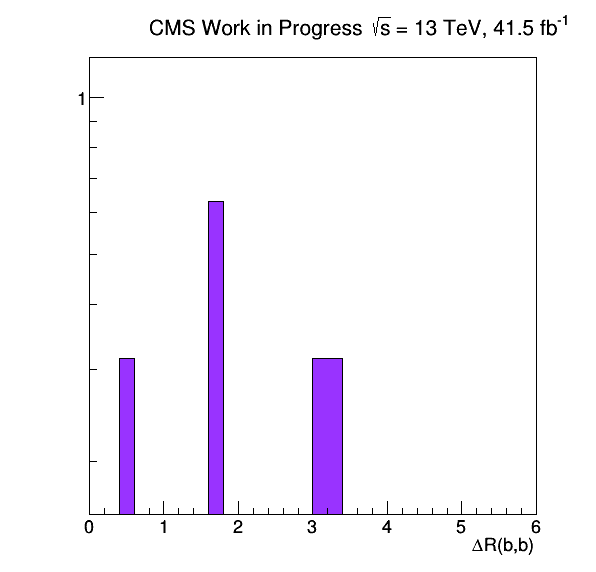 CMS Work in Progress √s = 13 TeV, 41.5 fb⁻¹
1
0 1 2 3 4 5 6
ΔR(b,b)